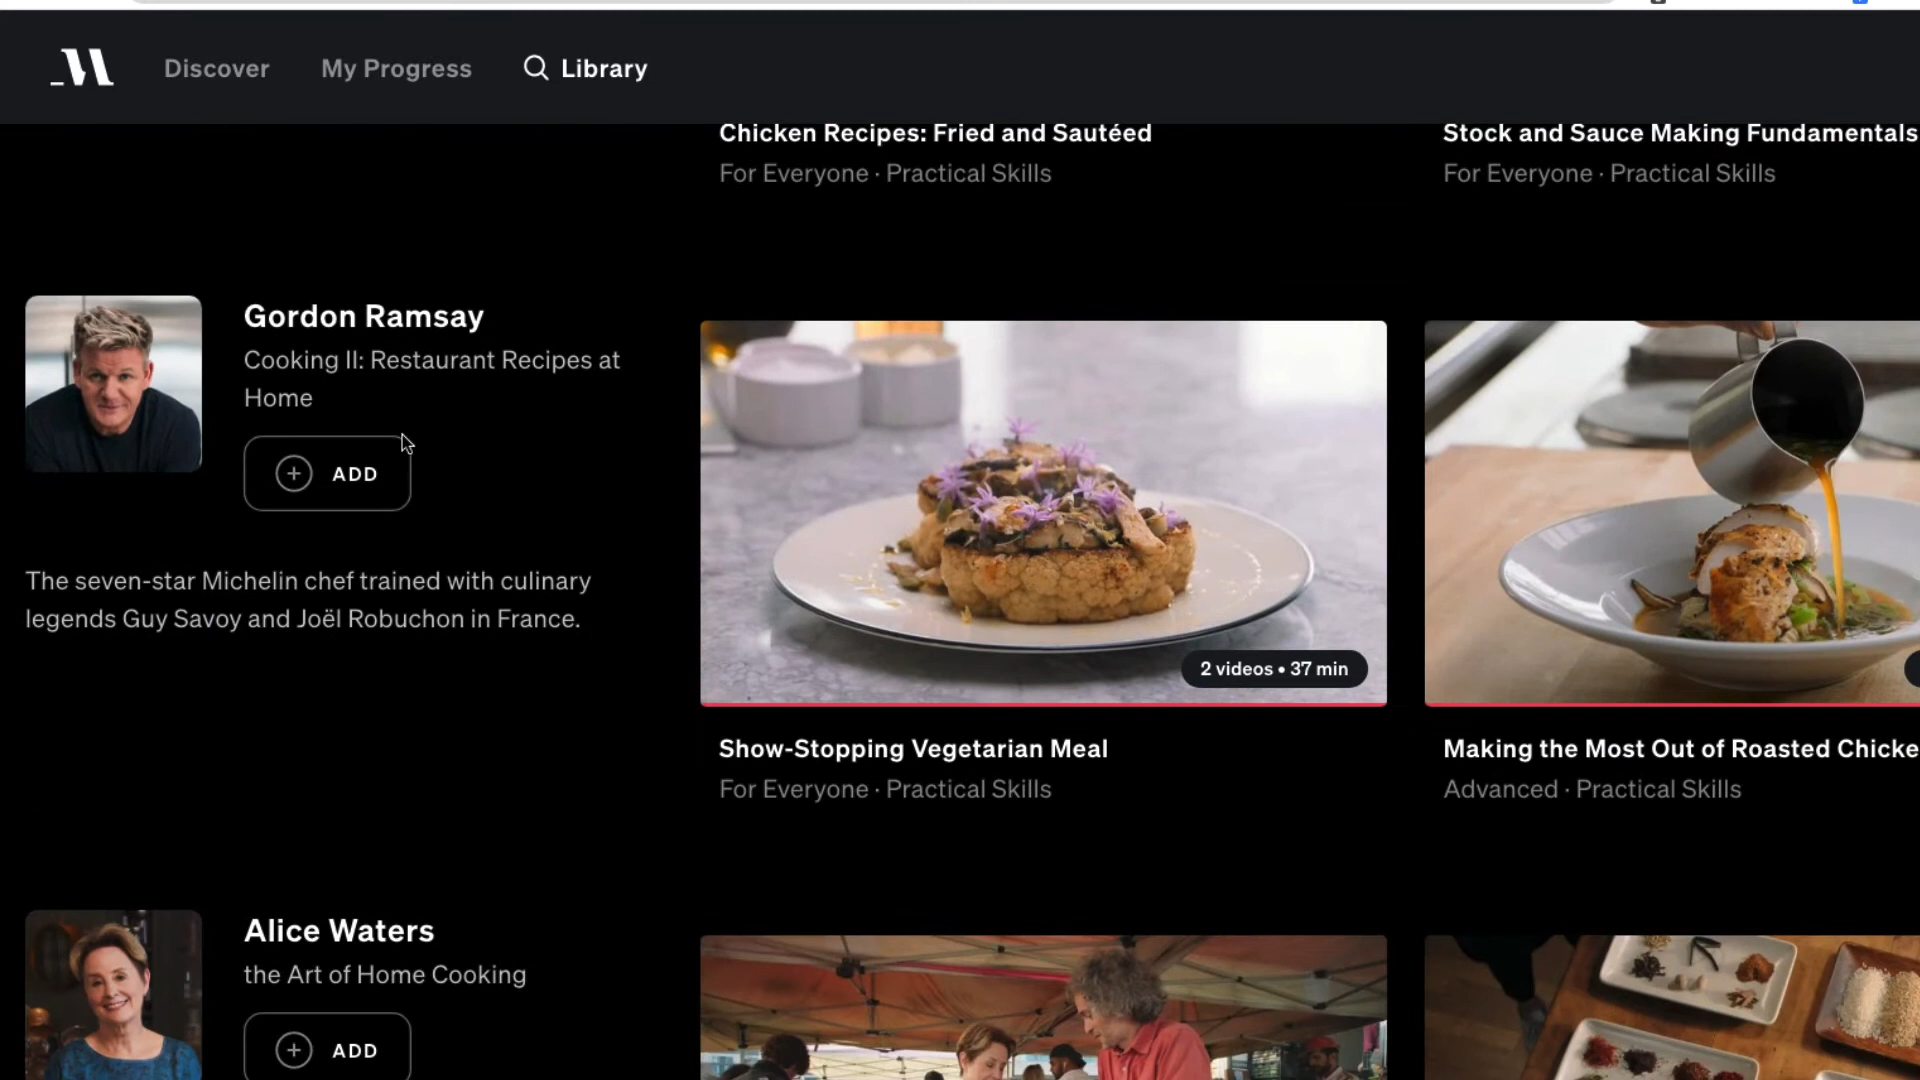 Discover
My Progress
Library
Chicken Recipes: Fried and Sautéed
For Everyone · Practical Skills
Stock and Sauce Making Fundamentals
For Everyone · Practical Skills
Gordon Ramsay
Cooking II: Restaurant Recipes at
Home
ADD
The seven-star Michelin chef trained with culinary
legends Guy Savoy and Joël Robuchon in France.
2 videos • 37 min
Show-Stopping Vegetarian Meal
For Everyone · Practical Skills
Making the Most Out of Roasted Chicke
Advanced · Practical Skills
Alice Waters
the Art of Home Cooking
ADD